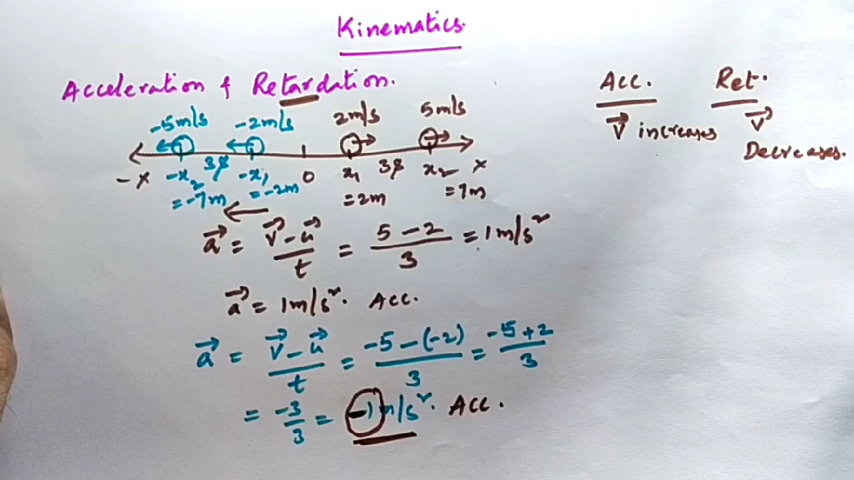 Kinematics
Acceleration & Retardation.
Acc. Ret.
-5m/s -2m/s 2m/s 5m/s
V⃗ increases V⃗
Decreases.
-x -x₂ 3s -x₁ 0 x₁ 3s x₂ x
=-7m =-2m =2m =7m
a⃗ = (V⃗-u⃗)/t = (5-2)/3 = 1m/s²
a⃗ = 1m/s². Acc.
a⃗ = (V⃗-u⃗)/t = (-5-(-2))/3 = (-5+2)/3
= -3/3 = -1m/s². Acc.